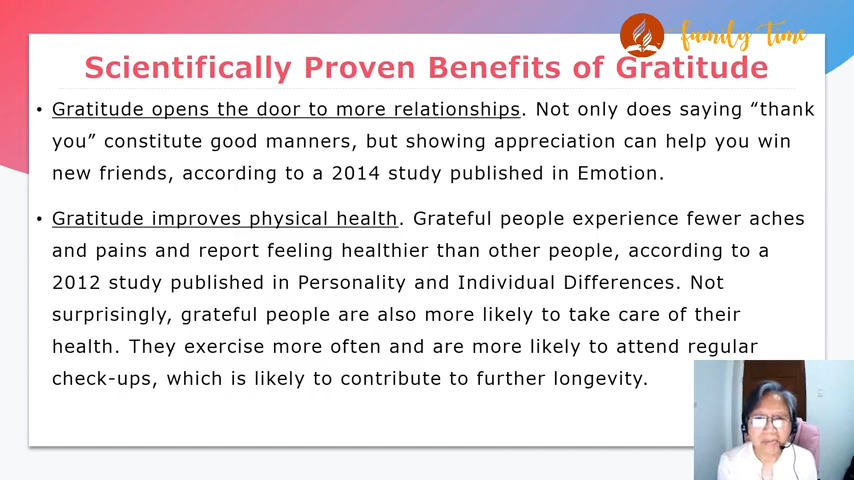 family time
Scientifically Proven Benefits of Gratitude
• Gratitude opens the door to more relationships. Not only does saying “thank
you” constitute good manners, but showing appreciation can help you win
new friends, according to a 2014 study published in Emotion.
• Gratitude improves physical health. Grateful people experience fewer aches
and pains and report feeling healthier than other people, according to a
2012 study published in Personality and Individual Differences. Not
surprisingly, grateful people are also more likely to take care of their
health. They exercise more often and are more likely to attend regular
check-ups, which is likely to contribute to further longevity.